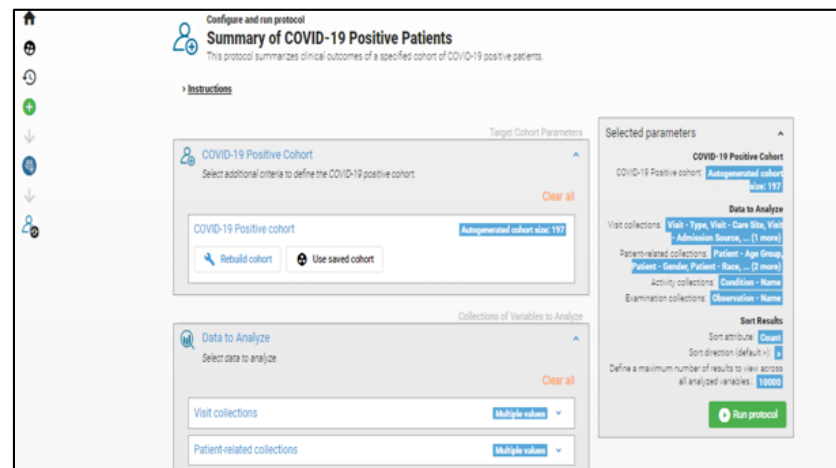 Configure and run protocol
Summary of COVID-19 Positive Patients
This protocol summarizes clinical outcomes of a specified cohort of COVID-19 positive patients.
› Instructions
Target Cohort Parameters
COVID-19 Positive Cohort
Select additional criteria to define the COVID-19 positive cohort.
Clear all
COVID-19 Positive cohort
Autogenerated cohort size: 197
Rebuild cohort
Use saved cohort
Collections of Variables to Analyze
Data to Analyze
Select data to analyze.
Clear all
Visit collections
Multiple values
Patient-related collections
Multiple values
Selected parameters
COVID-19 Positive Cohort
COVID-19 Positive cohort: Autogenerated cohort
size: 197
Data to Analyze
Visit collections: Visit - Type, Visit - Care Site, Visit
- Admission Source, ... (1 more)
Patient-related collections: Patient - Age Group,
Patient - Gender, Patient - Race, ... (2 more)
Activity collections: Condition - Name
Examination collections: Observation - Name
Sort Results
Sort attribute: Count
Sort direction (default >): >
Define a maximum number of results to view across
all analyzed variables.: 10000
Run protocol